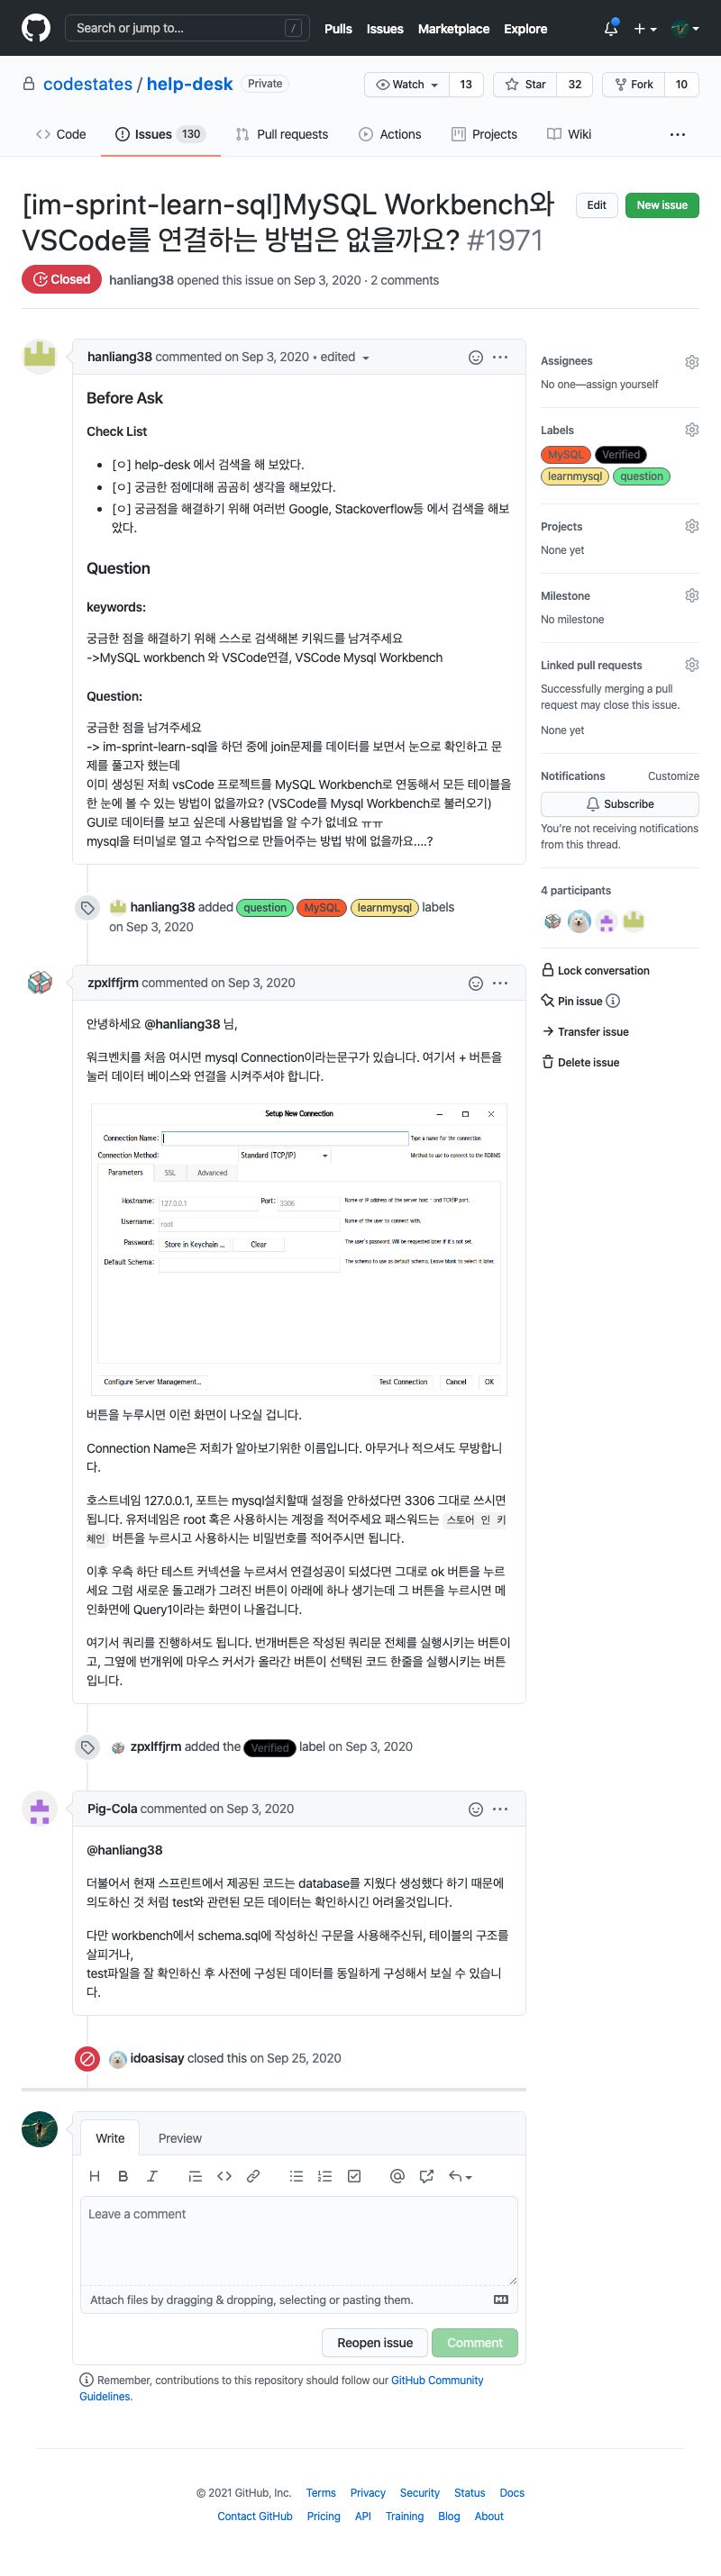 Search or jump to...
/
Pulls Issues Marketplace Explore
codestates / help-desk Private
Watch 13 Star 32 Fork 10
Code Issues 130 Pull requests Actions Projects Wiki
[im-sprint-learn-sql]MySQL Workbench와
VSCode를 연결하는 방법은 없을까요? #1971
Edit New issue
Closed hanliang38 opened this issue on Sep 3, 2020 · 2 comments
hanliang38 commented on Sep 3, 2020 • edited
Before Ask
Check List
• [ㅇ] help-desk 에서 검색을 해 보았다.
• [ㅇ] 궁금한 점에대해 곰곰히 생각을 해보았다.
• [ㅇ] 궁금점을 해결하기 위해 여러번 Google, Stackoverflow등 에서 검색을 해보
았다.
Question
keywords:
궁금한 점을 해결하기 위해 스스로 검색해본 키워드를 남겨주세요
->MySQL workbench 와 VSCode연결, VSCode Mysql Workbench
Question:
궁금한 점을 남겨주세요
-> im-sprint-learn-sql을 하던 중에 join문제를 데이터를 보면서 눈으로 확인하고 문
제를 풀고자 했는데
이미 생성된 저희 vsCode 프로젝트를 MySQL Workbench로 연동해서 모든 테이블을
한 눈에 볼 수 있는 방법이 없을까요? (VSCode를 Mysql Workbench로 불러오기)
GUI로 데이터를 보고 싶은데 사용밥법을 알 수가 없네요 ㅠㅠ
mysql을 터미널로 열고 수작업으로 만들어주는 방법 밖에 없을까요....?
Assignees
No one—assign yourself
Labels
MySQL Verified
learnmysql question
Projects
None yet
Milestone
No milestone
Linked pull requests
Successfully merging a pull
request may close this issue.
None yet
Notifications Customize
Subscribe
You're not receiving notifications
from this thread.
4 participants
Lock conversation
Pin issue
Transfer issue
Delete issue
hanliang38 added question MySQL learnmysql labels
on Sep 3, 2020
zpxlffjrm commented on Sep 3, 2020
안녕하세요 @hanliang38 님,
워크벤치를 처음 여시면 mysql Connection이라는문구가 있습니다. 여기서 + 버튼을
눌러 데이터 베이스와 연결을 시켜주셔야 합니다.
Setup New Connection
Connection Name: Type a name for the connection
Connection Method: Standard (TCP/IP) Method to use to connect to the RDBMS
Parameters SSL Advanced
Hostname: 127.0.0.1 Port: 3306 Name or IP address of the server host - and TCP/IP port.
Username: root Name of the user to connect with.
Password: Store in Keychain ... Clear The user's password. Will be requested later if it's not set.
Default Schema: The schema to use as default schema. Leave blank to select it later.
Configure Server Management... Test Connection Cancel OK
버튼을 누루시면 이런 화면이 나오실 겁니다.
Connection Name은 저희가 알아보기위한 이름입니다. 아무거나 적으셔도 무방합니
다.
호스트네임 127.0.0.1, 포트는 mysql설치할때 설정을 안하셨다면 3306 그대로 쓰시면
됩니다. 유저네임은 root 혹은 사용하시는 계정을 적어주세요 패스워드는 스토어 인 키
체인 버튼을 누르시고 사용하시는 비밀번호를 적어주시면 됩니다.
이후 우측 하단 테스트 커넥션을 누르셔서 연결성공이 되셨다면 그대로 ok 버튼을 누르
세요 그럼 새로운 돌고래가 그려진 버튼이 아래에 하나 생기는데 그 버튼을 누르시면 메
인화면에 Query1이라는 화면이 나올겁니다.
여기서 쿼리를 진행하셔도 됩니다. 번개버튼은 작성된 쿼리문 전체를 실행시키는 버튼이
고, 그옆에 번개위에 마우스 커서가 올라간 버튼이 선택된 코드 한줄을 실행시키는 버튼
입니다.
zpxlffjrm added the Verified label on Sep 3, 2020
Pig-Cola commented on Sep 3, 2020
@hanliang38
더불어서 현재 스프린트에서 제공된 코드는 database를 지웠다 생성했다 하기 때문에
의도하신 것 처럼 test와 관련된 모든 데이터는 확인하시긴 어려울것입니다.
다만 workbench에서 schema.sql에 작성하신 구문을 사용해주신뒤, 테이블의 구조를
살피거나,
test파일을 잘 확인하신 후 사전에 구성된 데이터를 동일하게 구성해서 보실 수 있습니
다.
idoasisay closed this on Sep 25, 2020
Write Preview
Leave a comment
Attach files by dragging & dropping, selecting or pasting them.
Reopen issue Comment
Remember, contributions to this repository should follow our GitHub Community
Guidelines.
© 2021 GitHub, Inc. Terms Privacy Security Status Docs
Contact GitHub Pricing API Training Blog About